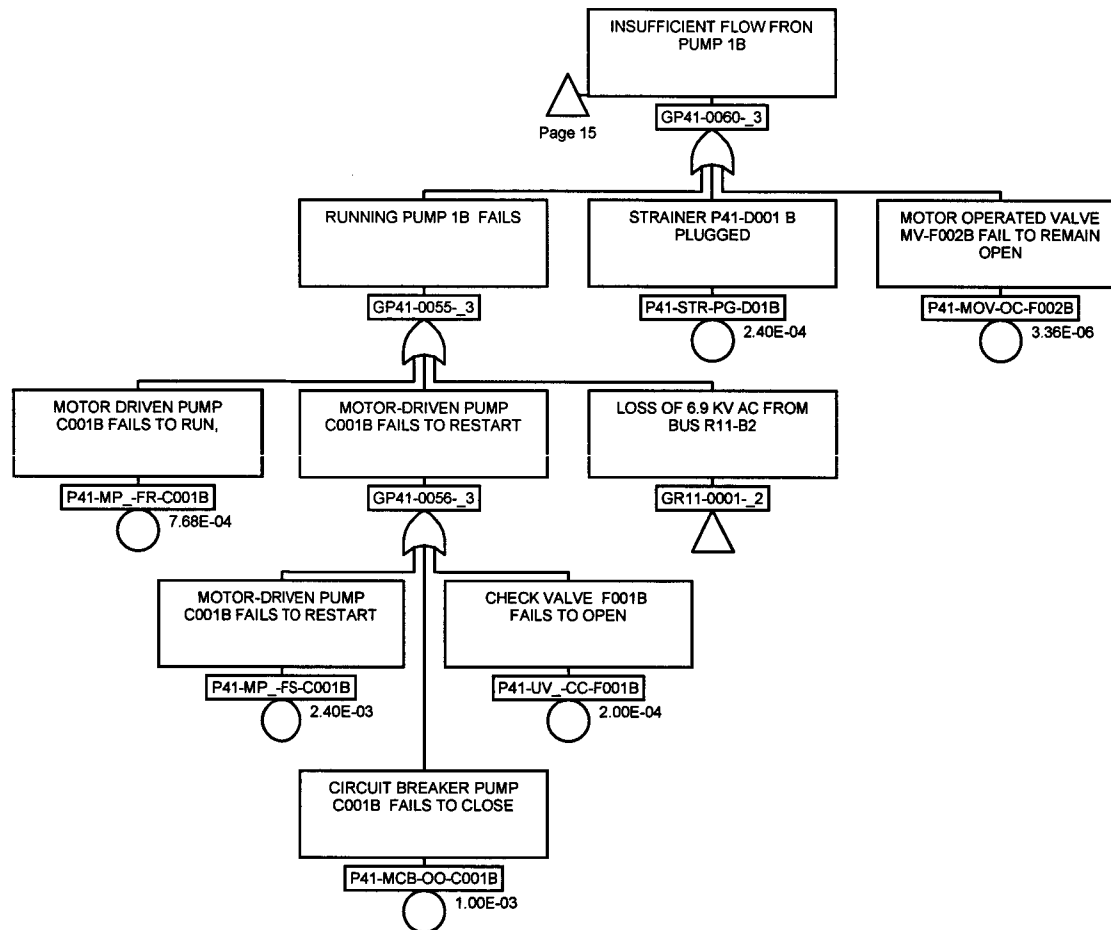 INSUFFICIENT FLOW FRON
PUMP 1B
Page 15
GP41-0060-_3
RUNNING PUMP 1B FAILS
GP41-0055-_3
STRAINER P41-D001 B
PLUGGED
P41-STR-PG-D01B
2.40E-04
MOTOR OPERATED VALVE
MV-F002B FAIL TO REMAIN
OPEN
P41-MOV-OC-F002B
3.36E-06
MOTOR DRIVEN PUMP
C001B FAILS TO RUN,
P41-MP_-FR-C001B
7.68E-04
MOTOR-DRIVEN PUMP
C001B FAILS TO RESTART
GP41-0056-_3
LOSS OF 6.9 KV AC FROM
BUS R11-B2
GR11-0001-_2
MOTOR-DRIVEN PUMP
C001B FAILS TO RESTART
P41-MP_-FS-C001B
2.40E-03
CHECK VALVE F001B
FAILS TO OPEN
P41-UV_-CC-F001B
2.00E-04
CIRCUIT BREAKER PUMP
C001B FAILS TO CLOSE
P41-MCB-OO-C001B
1.00E-03